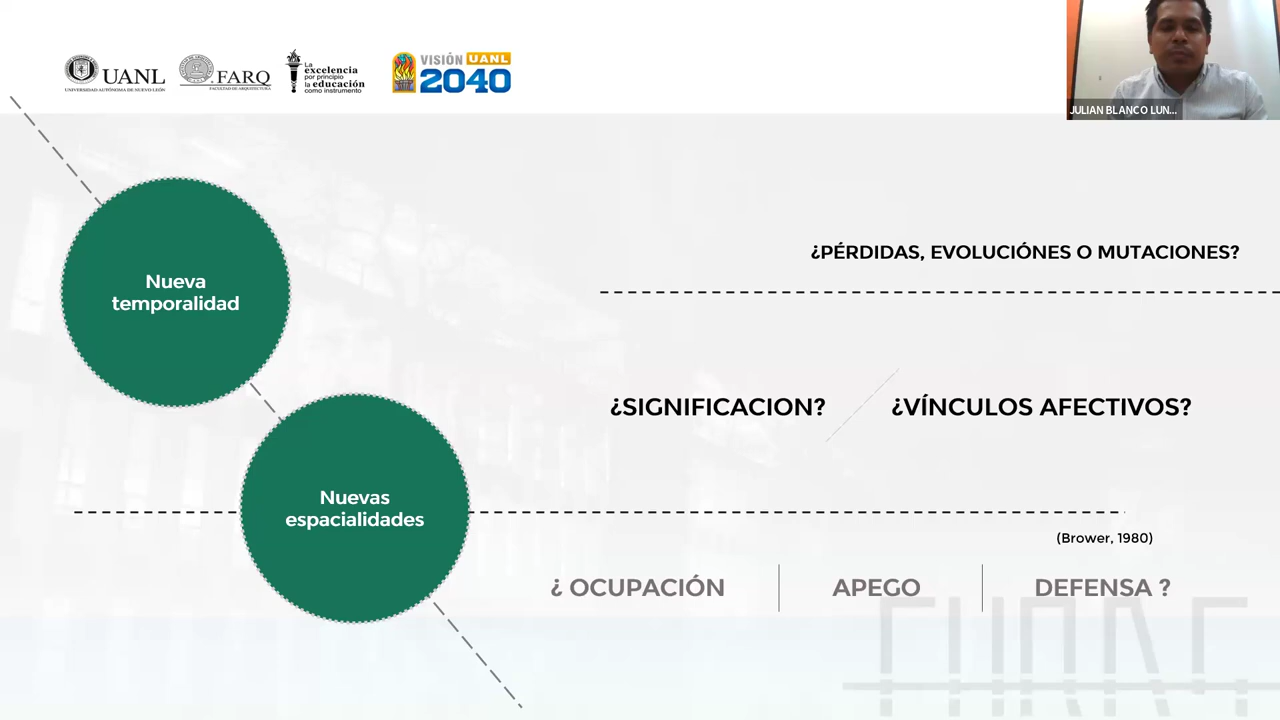 UANL
UNIVERSIDAD AUTÓNOMA DE NUEVO LEÓN
FARQ
FACULTAD DE ARQUITECTURA
La
excelencia
por principio
la educación
como instrumento
VISIÓN UANL
2040
JULIAN BLANCO LUN...
Nueva
temporalidad
¿PÉRDIDAS, EVOLUCIÓNES O MUTACIONES?
¿SIGNIFICACION?
¿VÍNCULOS AFECTIVOS?
Nuevas
espacialidades
(Brower, 1980)
¿ OCUPACIÓN
APEGO
DEFENSA ?